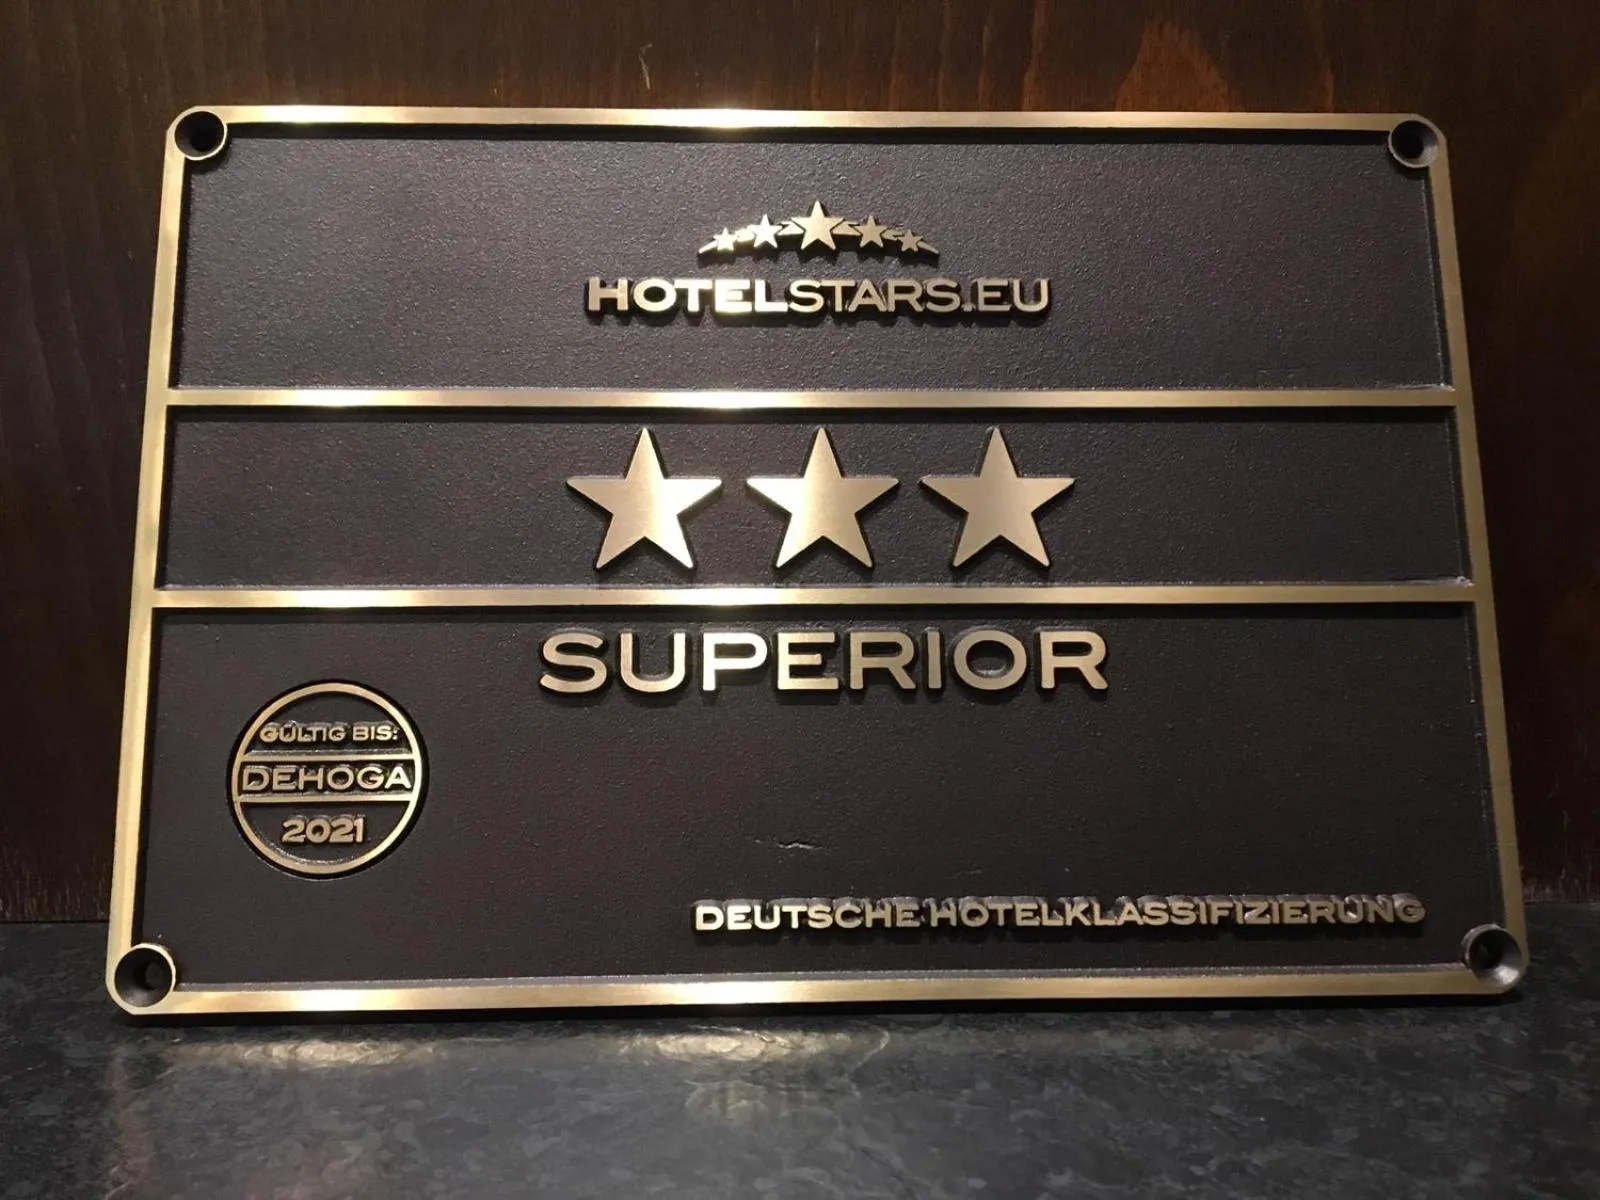 HOTELSTARS.EU
SUPERIOR
GÜLTIG BIS:
DEHOGA
2021
DEUTSCHE HOTELKLASSIFIZIERUNG